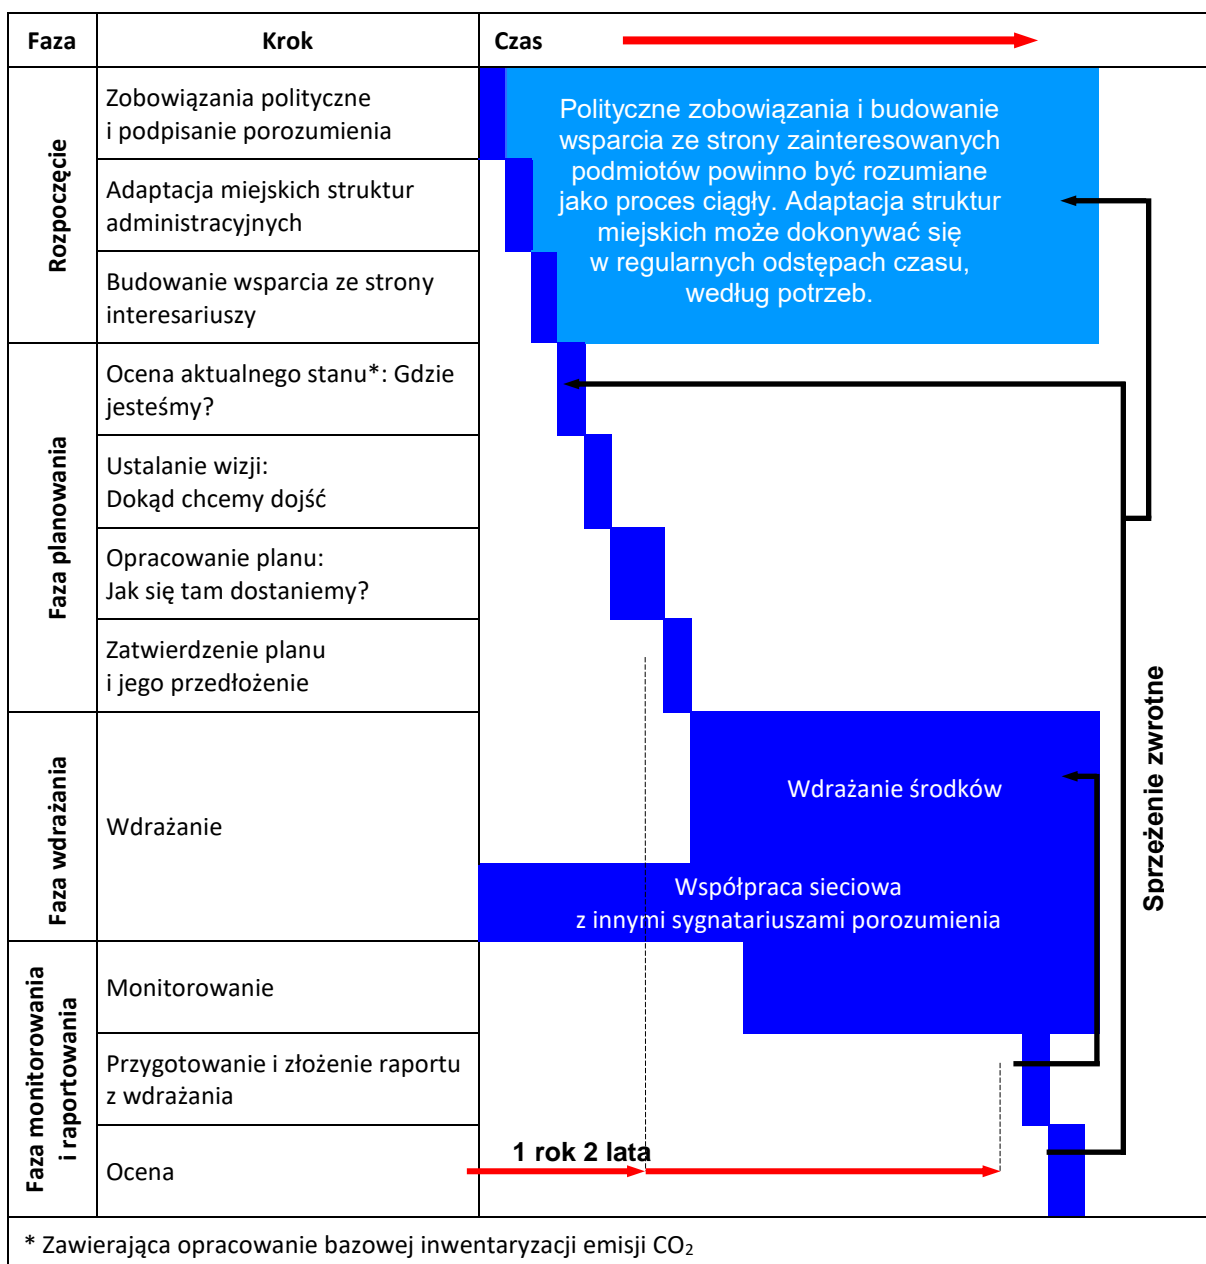 Faza
Krok
Czas
Rozpoczęcie
Zobowiązania polityczne
i podpisanie porozumienia
Polityczne zobowiązania i budowanie
wsparcia ze strony zainteresowanych
podmiotów powinno być rozumiane
jako proces ciągły. Adaptacja struktur
miejskich może dokonywać się
w regularnych odstępach czasu,
według potrzeb.
Adaptacja miejskich struktur
administracyjnych
Budowanie wsparcia ze strony
interesariuszy
Faza planowania
Ocena aktualnego stanu*: Gdzie
jesteśmy?
Ustalanie wizji:
Dokąd chcemy dojść
Opracowanie planu:
Jak się tam dostaniemy?
Zatwierdzenie planu
i jego przedłożenie
Faza wdrażania
Wdrażanie
Wdrażanie środków
Współpraca sieciowa
z innymi sygnatariuszami porozumienia
Sprzężenie zwrotne
Faza monitorowania
i raportowania
Monitorowanie
Przygotowanie i złożenie raportu
z wdrażania
Ocena
1 rok 2 lata
* Zawierająca opracowanie bazowej inwentaryzacji emisji CO₂